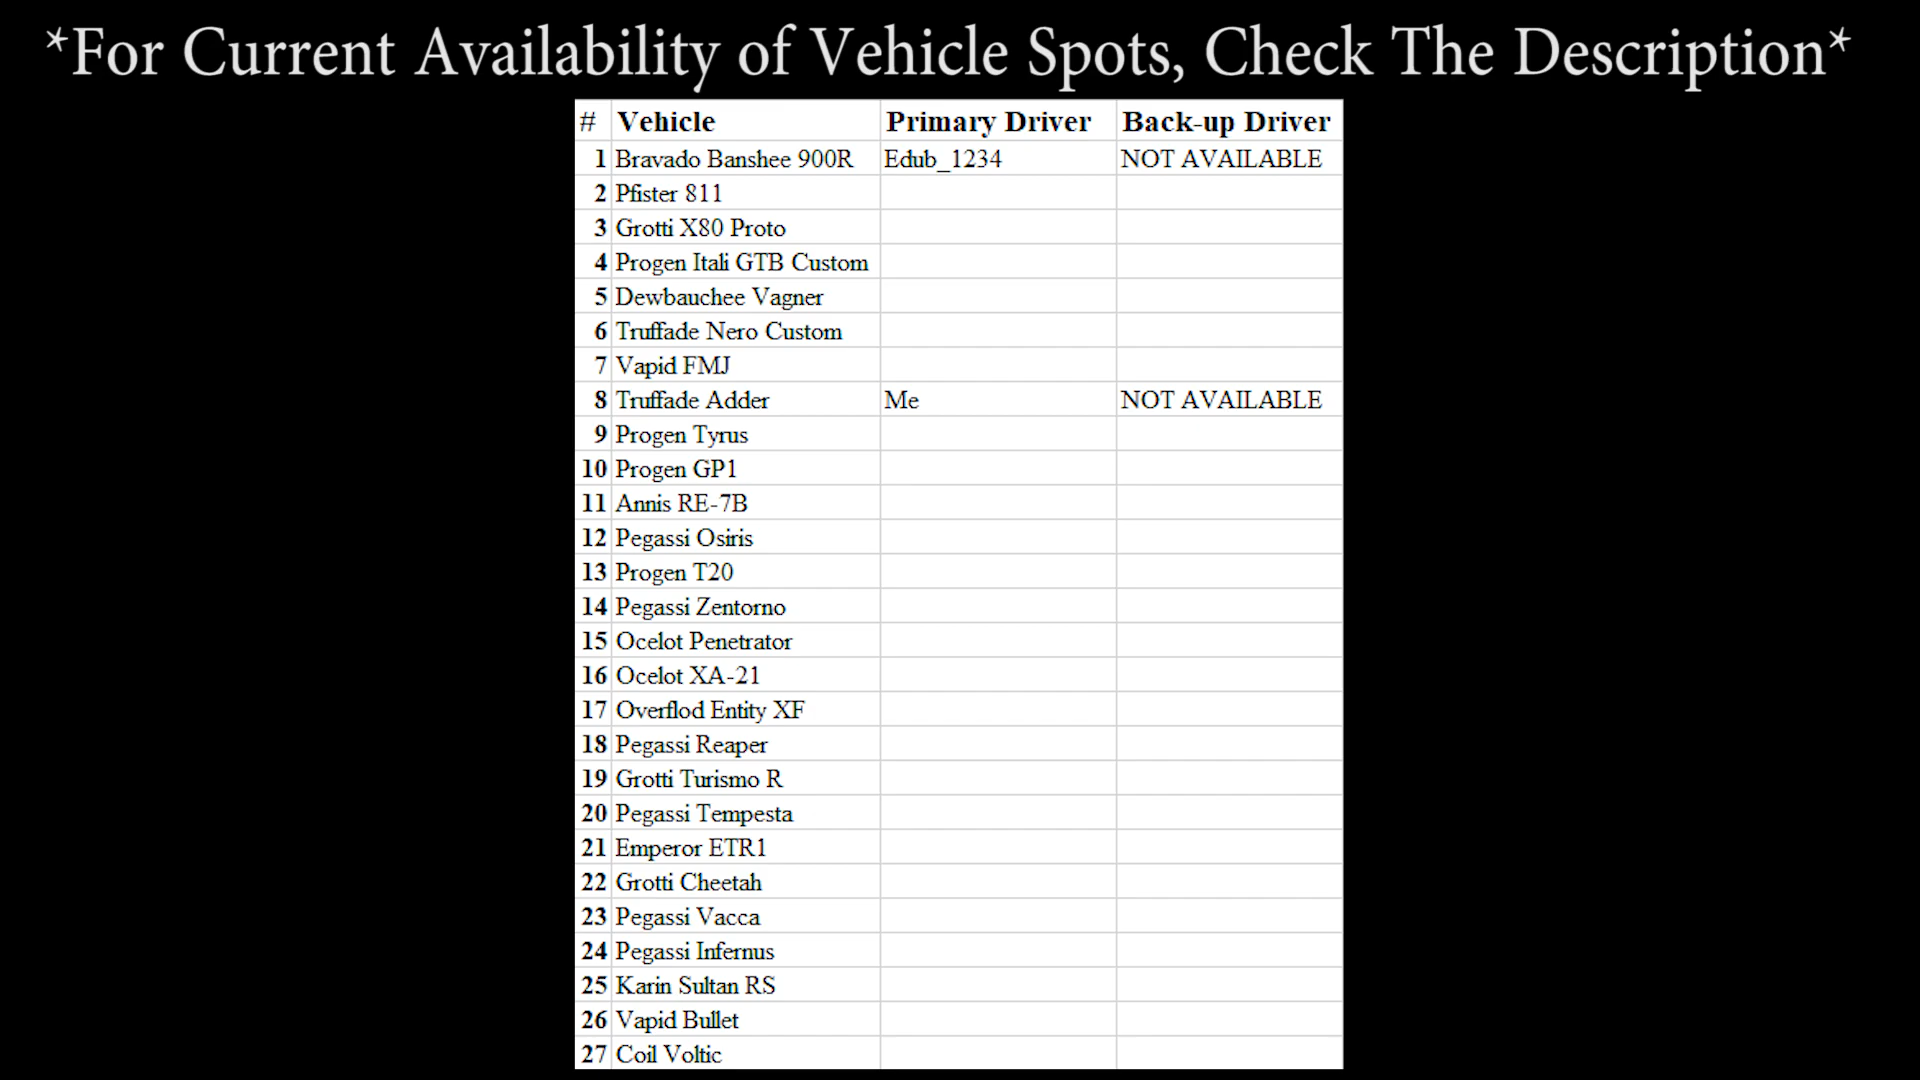 *For Current Availability of Vehicle Spots, Check The Description*
# Vehicle Primary Driver Back-up Driver
1 Bravado Banshee 900R Edub_1234 NOT AVAILABLE
2 Pfister 811
3 Grotti X80 Proto
4 Progen Itali GTB Custom
5 Dewbauchee Vagner
6 Truffade Nero Custom
7 Vapid FMJ
8 Truffade Adder Me NOT AVAILABLE
9 Progen Tyrus
10 Progen GP1
11 Annis RE-7B
12 Pegassi Osiris
13 Progen T20
14 Pegassi Zentorno
15 Ocelot Penetrator
16 Ocelot XA-21
17 Overflod Entity XF
18 Pegassi Reaper
19 Grotti Turismo R
20 Pegassi Tempesta
21 Emperor ETR1
22 Grotti Cheetah
23 Pegassi Vacca
24 Pegassi Infernus
25 Karin Sultan RS
26 Vapid Bullet
27 Coil Voltic